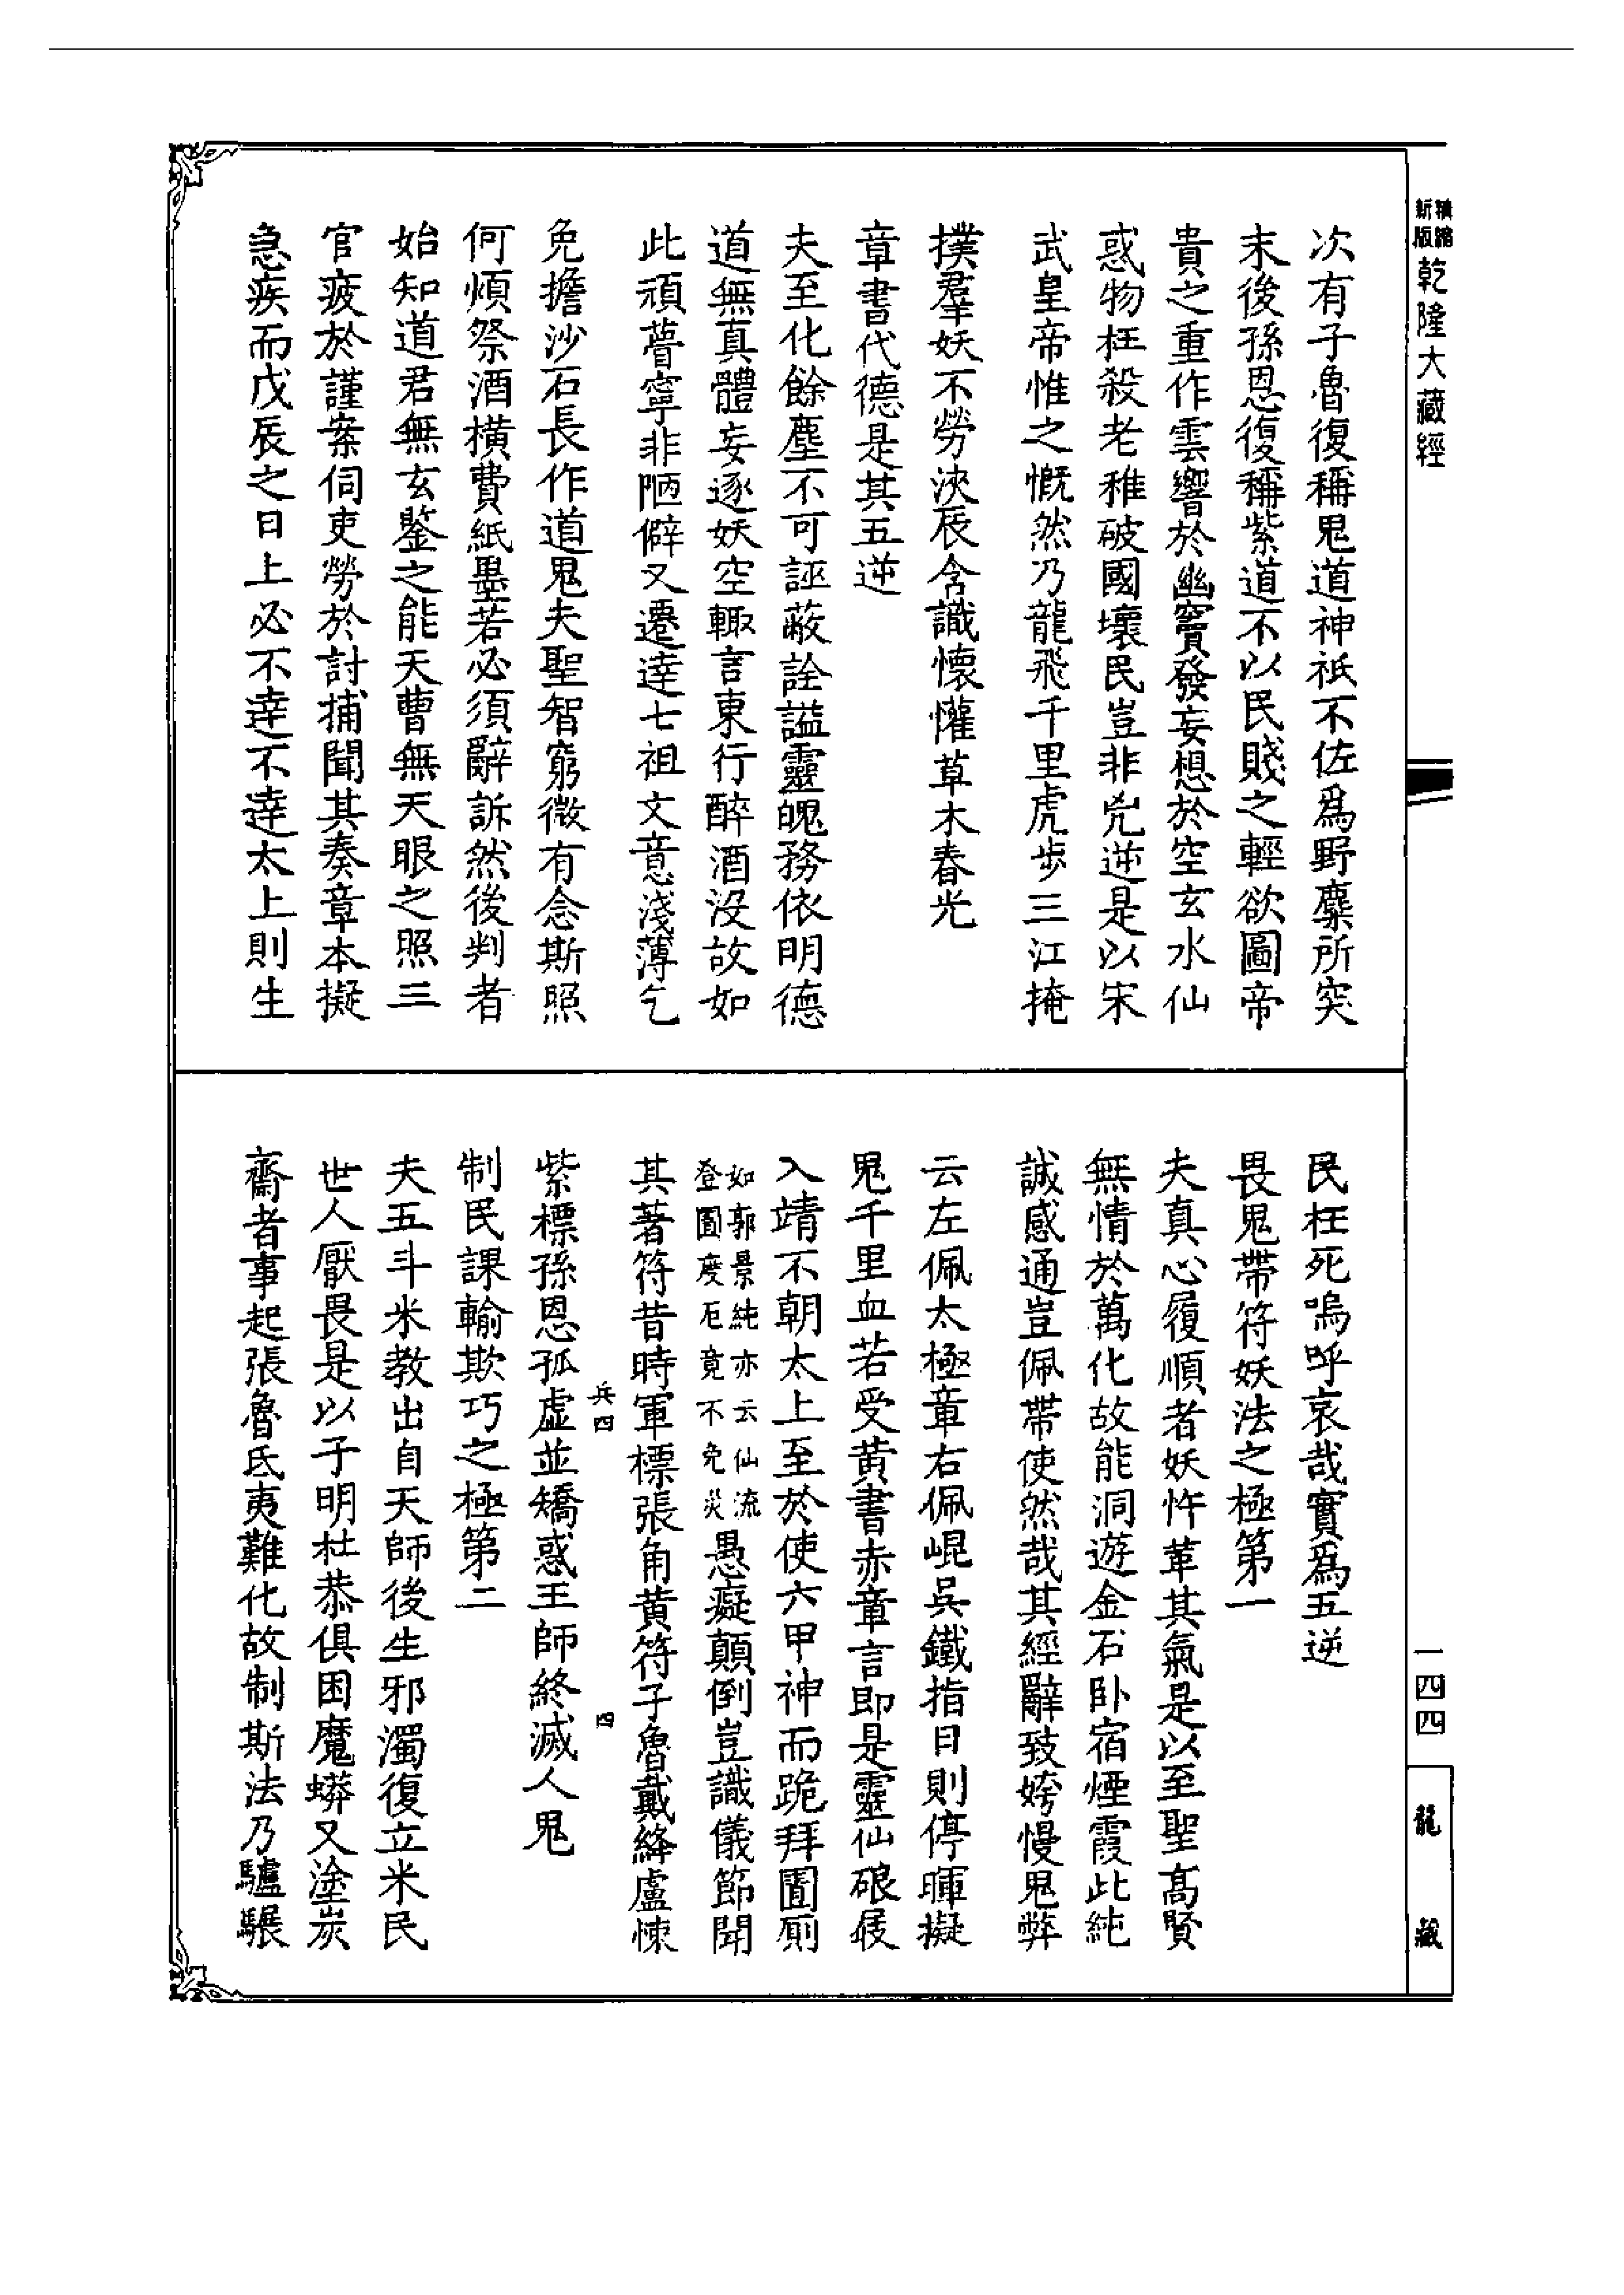 精縮
新版
乾隆大藏經
次有子魯復稱鬼道神祇不佐為野麋所突
末後孫恩復稱紫道不以民賤之輕欲圖帝
貴之重作雲響於幽竇發妄想於空玄水仙
惑物枉殺老稚破國壞民豈非兇逆是以宋
武皇帝惟之慨然乃龍飛千里虎步三江掩
撲羣妖不勞浹辰含識懷懽草木春光
章書代德是其五逆
夫至化餘塵不可誣蔽詮謚靈魄務依明德
道無真體妄逐妖空輙言東行醉酒沒故如
此頑瞢寧非陋僻又遷達七祖文意淺薄乞
免擔沙石長作道鬼夫聖智窮微有念斯照
何煩祭酒橫費紙墨若必須辭訴然後判者
始知道君無玄鑒之能天曹無天眼之照三
官疲於謹案伺吏勞於討捕聞其奏章本擬
急疾而戊辰之日上必不達不達太上則生
民枉死嗚呼哀哉實為五逆
畏鬼帶符妖法之極第一
夫真心履順者妖忤革其氣是以至聖高賢
無情於萬化故能洞遊金石卧宿煙霞此純
誠感通豈佩帶使然哉其經辭致姱慢鬼弊
云左佩太極章右佩崐吳鐵指日則停暉擬
鬼千里血若受黃書赤章言即是靈仙硍㞋
入靖不朝太上至於使六甲神而跪拜圊廁
如郭景純亦云仙流
登圊度厄竟不免災
愚癡顛倒豈識儀節聞
其著符昔時軍標張角黃符子魯戴絳盧悚
兵四
四
紫標孫恩孤虛並矯惑王師終滅人鬼
制民課輸欺巧之極第二
夫五斗米教出自天師後生邪濁復立米民
世人厭畏是以子明杜恭俱困魔蟒又塗炭
齋者事起張魯氐夷難化故制斯法乃驢驟
一四四
龍藏